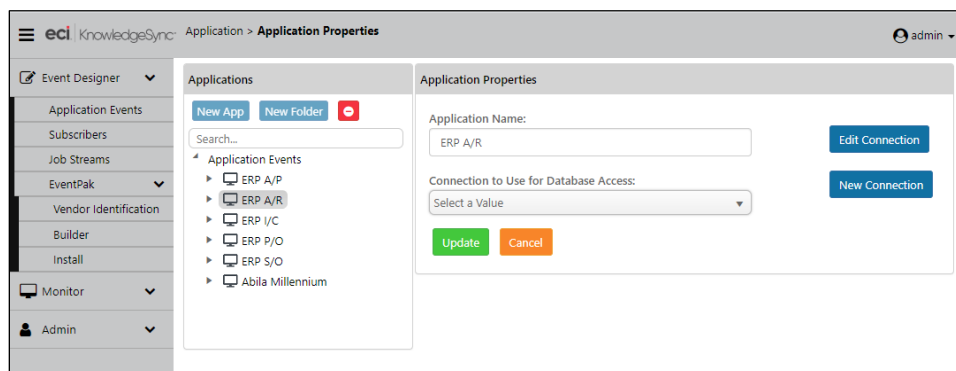 eci KnowledgeSync
Application > Application Properties
admin
Event Designer
Application Events
Subscribers
Job Streams
EventPak
Vendor Identification
Builder
Install
Monitor
Admin
Applications
New App New Folder
Search...
Application Events
ERP A/P
ERP A/R
ERP I/C
ERP P/O
ERP S/O
Abila Millennium
Application Properties
Application Name:
ERP A/R
Edit Connection
Connection to Use for Database Access:
Select a Value
New Connection
Update Cancel